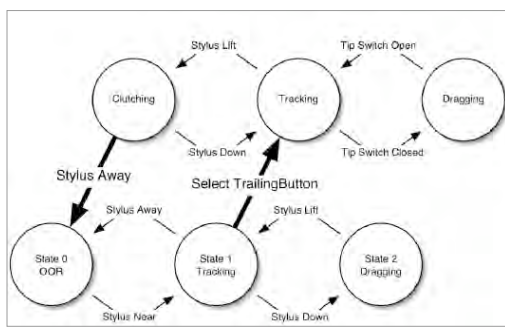 Stylus Lift
Tip Switch Open
Clutching
Tracking
Dragging
Stylus Down
Tip Switch Closed
Stylus Away
Select TrailingButton
Stylus Away
Stylus Lift
State 0
OOR
State 1
Tracking
State 2
Dragging
Stylus Near
Stylus Down